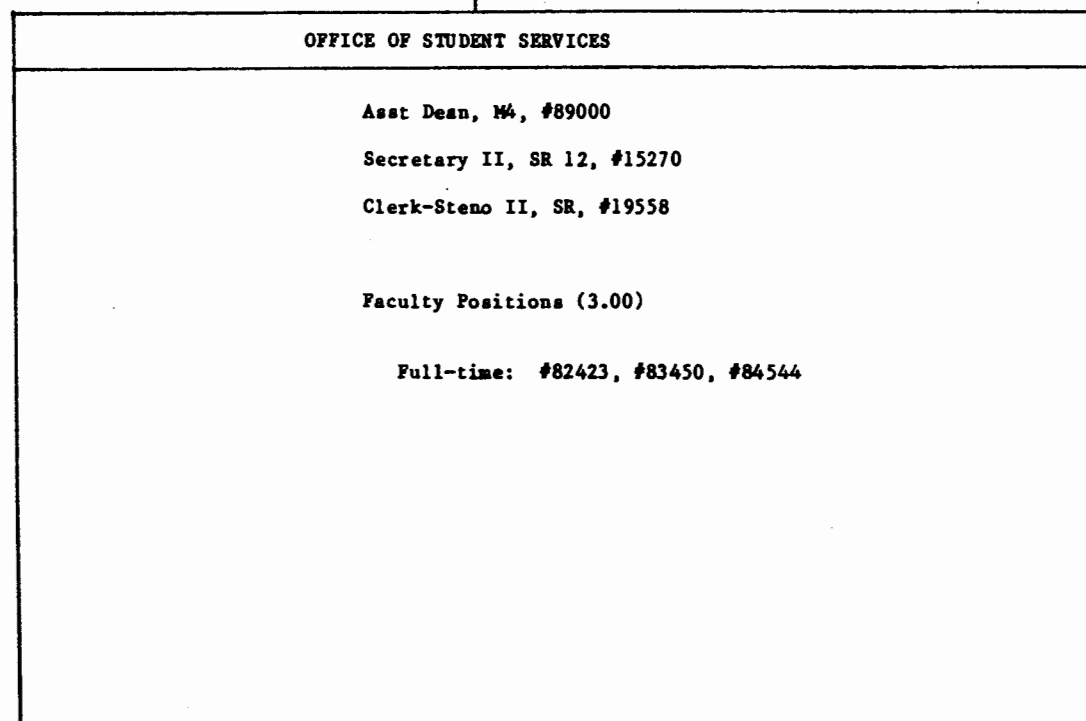 OFFICE OF STUDENT SERVICES
Asst Dean, M4, #89000
Secretary II, SR 12, #15270
Clerk-Steno II, SR, #19558
Faculty Positions (3.00)
Full-time: #82423, #83450, #84544